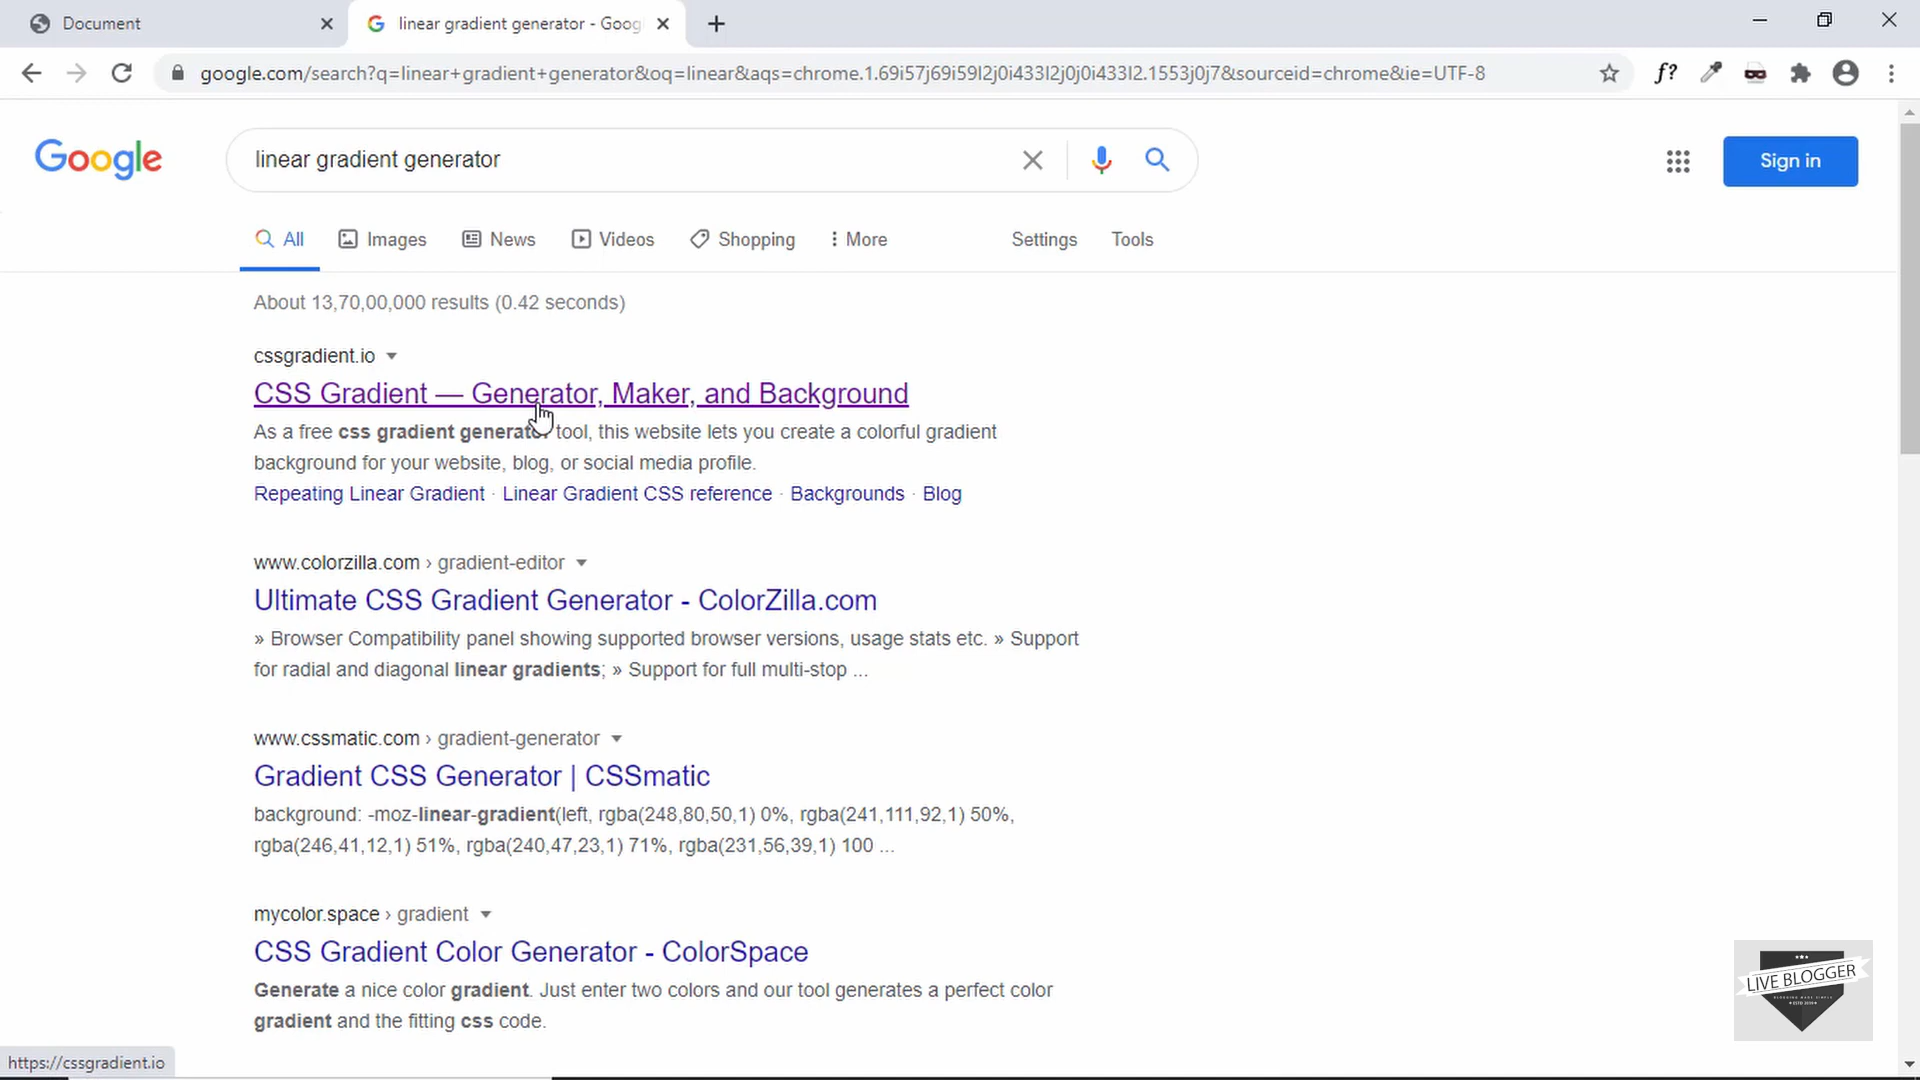 Document
linear gradient generator - Goog
google.com/search?q=linear+gradient+generator&oq=linear&aqs=chrome.1.69i57j69i59l2j0i433l2j0j0i433l2.1553j0j7&sourceid=chrome&ie=UTF-8
f?
Google
linear gradient generator
Sign in
All
Images
News
Videos
Shopping
More
Settings
Tools
About 13,70,00,000 results (0.42 seconds)
cssgradient.io
CSS Gradient — Generator, Maker, and Background
As a free css gradient generator tool, this website lets you create a colorful gradient
background for your website, blog, or social media profile.
Repeating Linear Gradient · Linear Gradient CSS reference · Backgrounds · Blog
www.colorzilla.com › gradient-editor
Ultimate CSS Gradient Generator - ColorZilla.com
» Browser Compatibility panel showing supported browser versions, usage stats etc. » Support
for radial and diagonal linear gradients; » Support for full multi-stop ...
www.cssmatic.com › gradient-generator
Gradient CSS Generator | CSSmatic
background: -moz-linear-gradient(left, rgba(248,80,50,1) 0%, rgba(241,111,92,1) 50%,
rgba(246,41,12,1) 51%, rgba(240,47,23,1) 71%, rgba(231,56,39,1) 100 ...
mycolor.space › gradient
CSS Gradient Color Generator - ColorSpace
Generate a nice color gradient. Just enter two colors and our tool generates a perfect color
gradient and the fitting css code.
LIVE BLOGGER
https://cssgradient.io